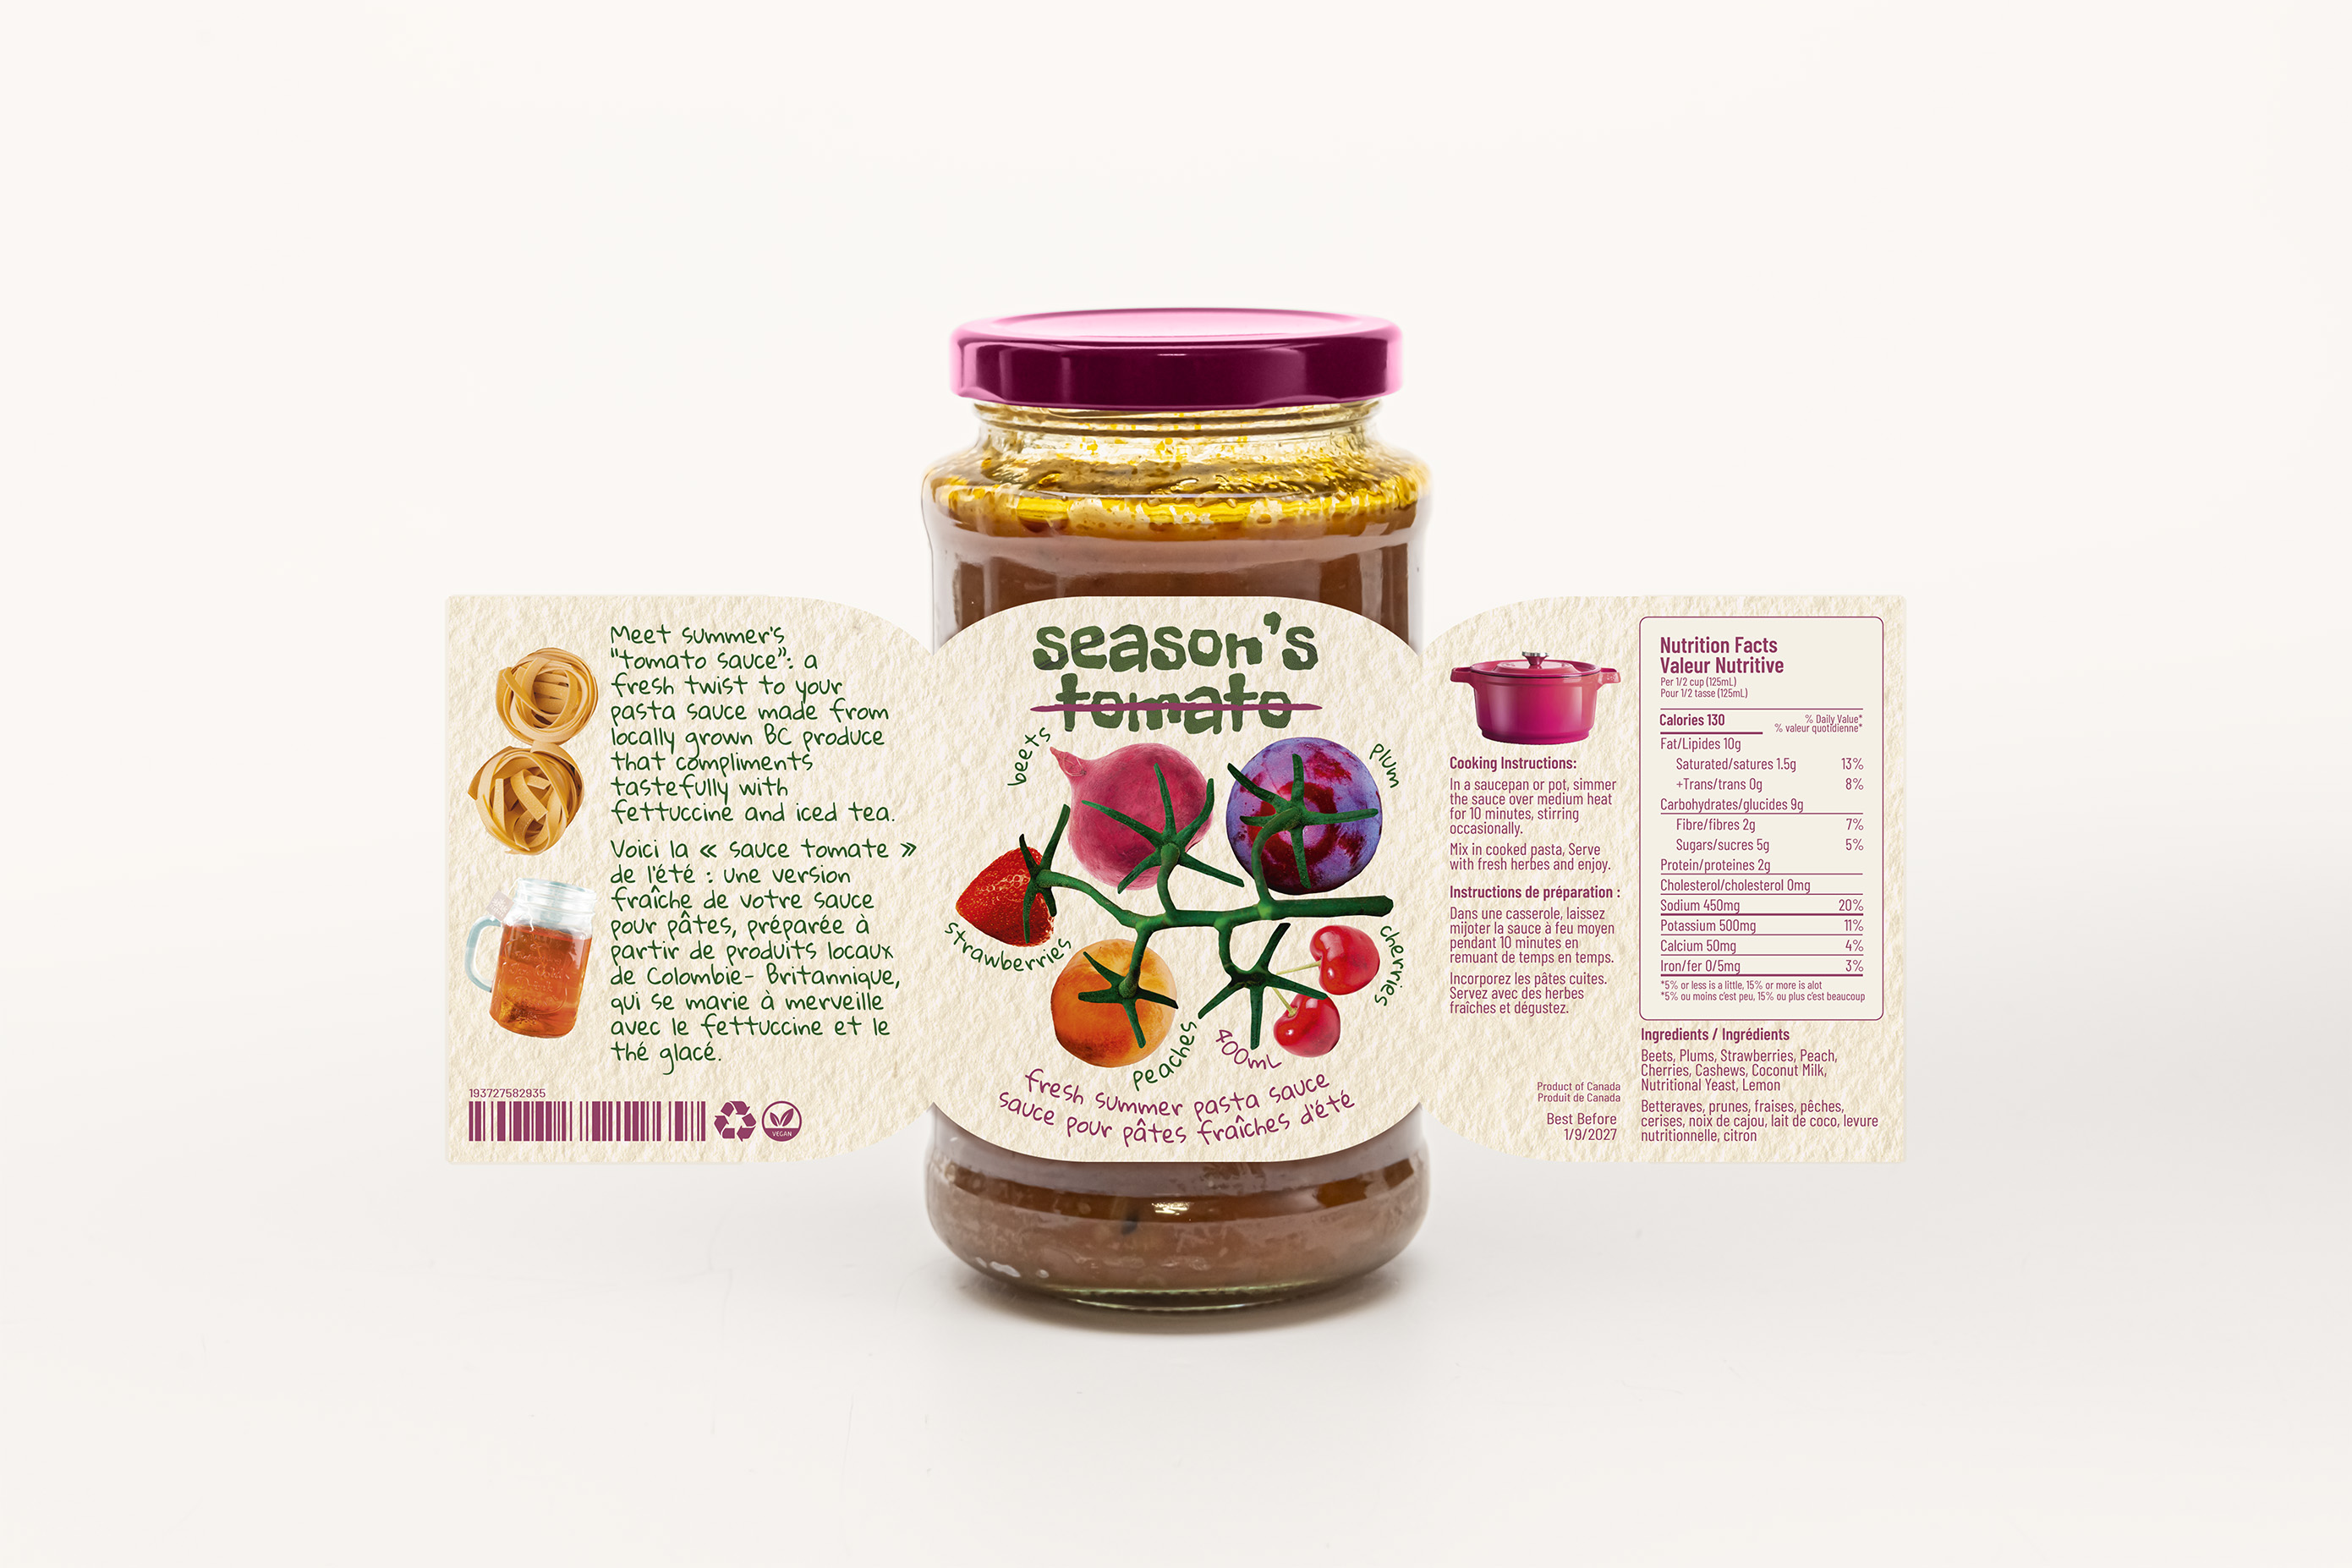 Meet summer's
"tomato sauce": a
fresh twist to your
pasta sauce made from
locally grown BC produce
that compliments
tastefully with
fettuccine and iced tea.
Voici la « sauce tomate »
de l'été : une version
fraîche de votre sauce
pour pâtes, préparée à
partir de produits locaux
de Colombie- Britannique,
qui se marie à merveille
avec le fettuccine et le
thé glacé.
193727582935
VEGAN
season's
tomato
beets
plum
strawberries
cherries
peaches
400mL
fresh summer pasta sauce
sauce pour pâtes fraîches d'été
Cooking Instructions:
In a saucepan or pot, simmer
the sauce over medium heat
for 10 minutes, stirring
occasionally.
Mix in cooked pasta, Serve
with fresh herbes and enjoy.
Instructions de préparation :
Dans une casserole, laissez
mijoter la sauce à feu moyen
pendant 10 minutes en
remuant de temps en temps.
Incorporez les pâtes cuites.
Servez avec des herbes
fraîches et dégustez.
Product of Canada
Produit de Canada
Best Before
1/9/2027
Nutrition Facts
Valeur Nutritive
Per 1/2 cup (125mL)
Pour 1/2 tasse (125mL)
Calories 130
% Daily Value*
% valeur quotidienne*
Fat/Lipides 10g
Saturated/satures 1.5g 13%
+Trans/trans 0g 8%
Carbohydrates/glucides 9g
Fibre/fibres 2g 7%
Sugars/sucres 5g 5%
Protein/proteines 2g
Cholesterol/cholesterol 0mg
Sodium 450mg 20%
Potassium 500mg 11%
Calcium 50mg 4%
Iron/fer 0/5mg 3%
*5% or less is a little, 15% or more is alot
*5% ou moins c'est peu, 15% ou plus c'est beaucoup
Ingredients / Ingrédients
Beets, Plums, Strawberries, Peach,
Cherries, Cashews, Coconut Milk,
Nutritional Yeast, Lemon
Betteraves, prunes, fraises, pêches,
cerises, noix de cajou, lait de coco, levure
nutritionnelle, citron